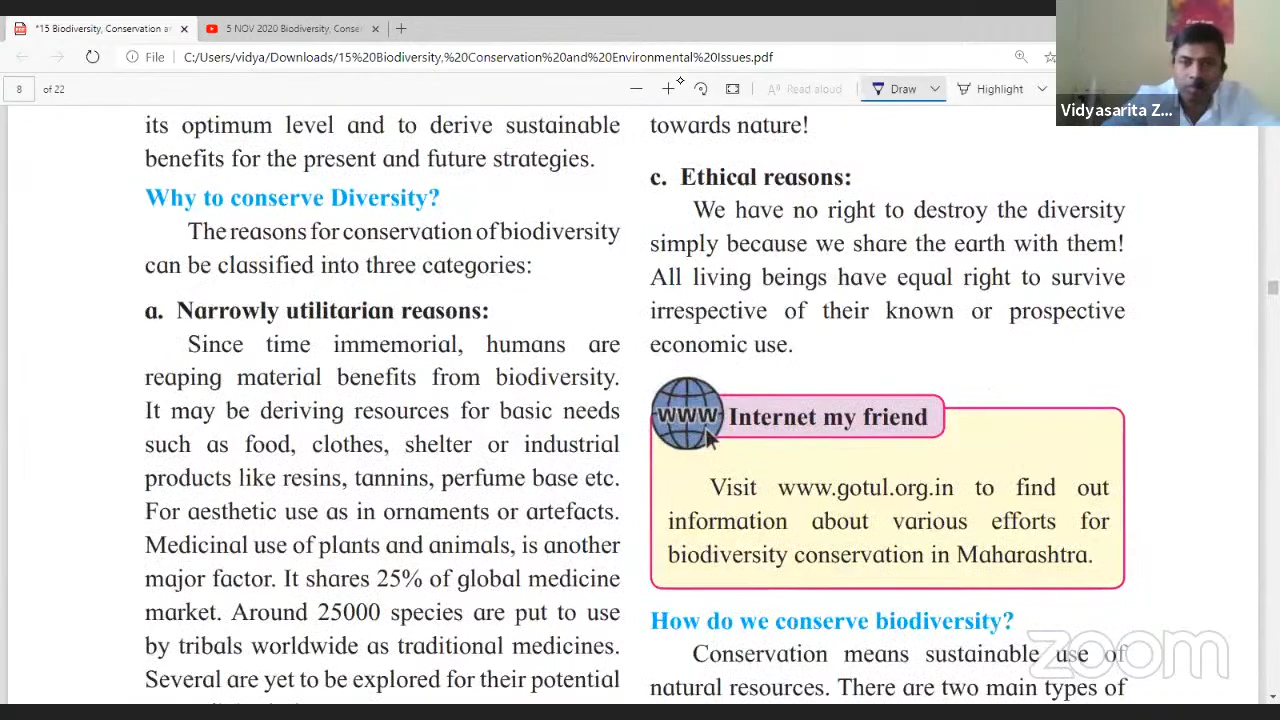 *15 Biodiversity, Conservation a
5 NOV 2020 Biodiversity, Conse
File C:/Users/vidya/Downloads/15%20Biodiversity,%20Conservation%20and%20Environmental%20Issues.pdf
8 of 22
Read aloud Draw Highlight
Vidyasarita Z...
its optimum level and to derive sustainable
benefits for the present and future strategies.
Why to conserve Diversity?
The reasons for conservation of biodiversity
can be classified into three categories:
a. Narrowly utilitarian reasons:
Since time immemorial, humans are
reaping material benefits from biodiversity.
It may be deriving resources for basic needs
such as food, clothes, shelter or industrial
products like resins, tannins, perfume base etc.
For aesthetic use as in ornaments or artefacts.
Medicinal use of plants and animals, is another
major factor. It shares 25% of global medicine
market. Around 25000 species are put to use
by tribals worldwide as traditional medicines.
Several are yet to be explored for their potential
towards nature!
c. Ethical reasons:
We have no right to destroy the diversity
simply because we share the earth with them!
All living beings have equal right to survive
irrespective of their known or prospective
economic use.
www Internet my friend
Visit www.gotul.org.in to find out
information about various efforts for
biodiversity conservation in Maharashtra.
How do we conserve biodiversity?
Conservation means sustainable use of
natural resources. There are two main types of
zoom